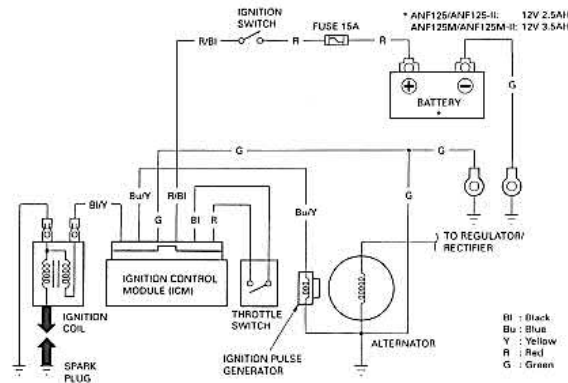 IGNITION
SWITCH
FUSE 15A
* ANF125/ANF125-II: 12V 2.5AH
ANF125M/ANF125M-II: 12V 3.5AH
R/Bl
R
R
BATTERY
*
G
G
G
Bl/Y
Bu/Y
G
R/Bl
Bl
R
Bu/Y
G
TO REGULATOR/
RECTIFIER
IGNITION CONTROL
MODULE (ICM)
IGNITION
COIL
THROTTLE
SWITCH
SPARK
PLUG
IGNITION PULSE
GENERATOR
ALTERNATOR
Bl : Black
Bu : Blue
Y : Yellow
R : Red
G : Green